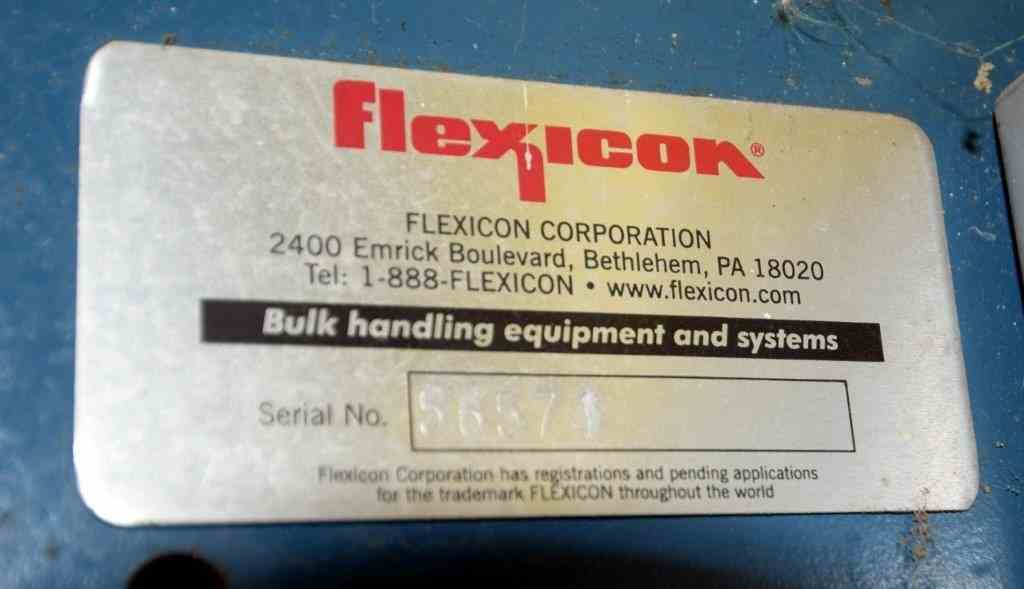 flexicon®
FLEXICON CORPORATION
2400 Emrick Boulevard, Bethlehem, PA 18020
Tel: 1-888-FLEXICON • www.flexicon.com
Bulk handling equipment and systems
Serial No. 56571
Flexicon Corporation has registrations and pending applications
for the trademark FLEXICON throughout the world